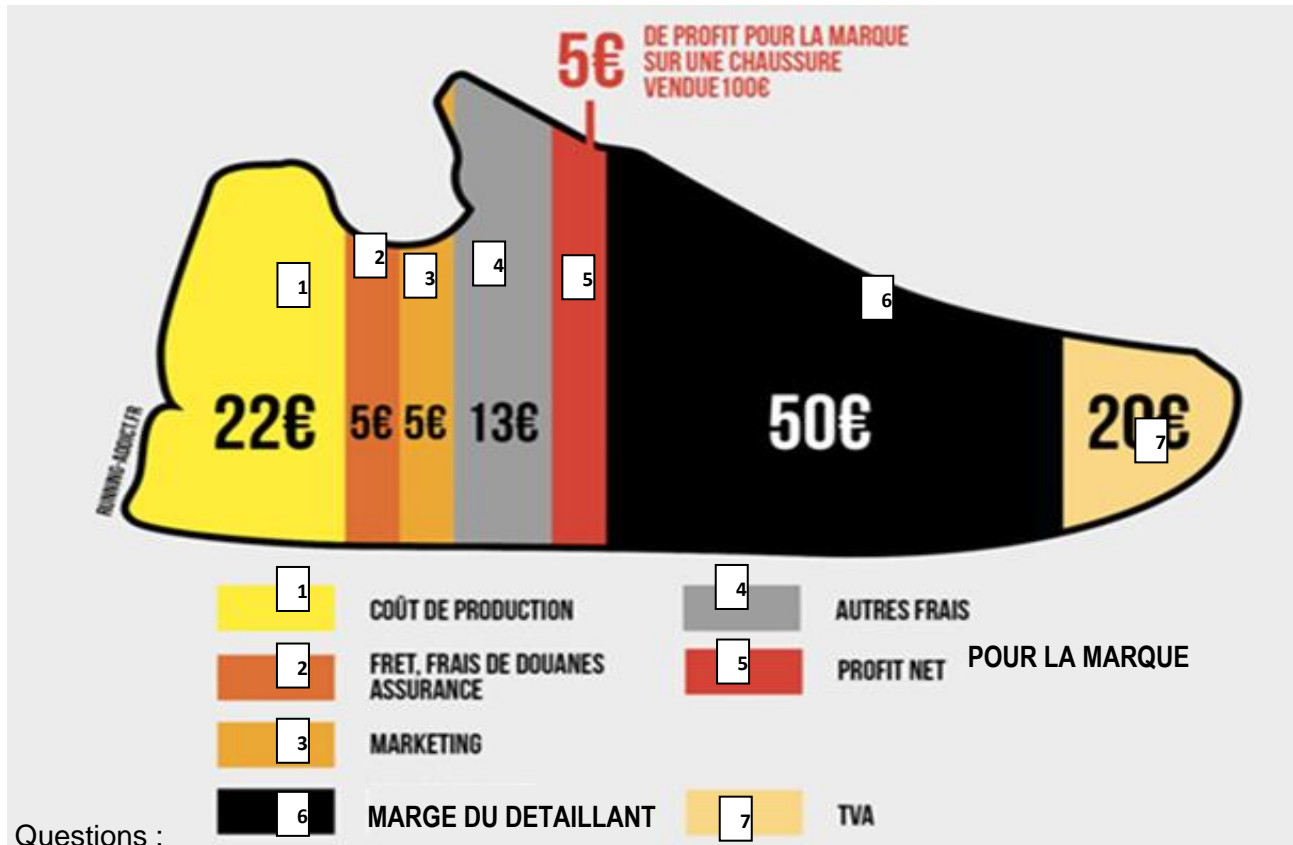 5€ DE PROFIT POUR LA MARQUE
SUR UNE CHAUSSURE
VENDUE 100€
1
2
3
4
5
6
22€ 5€ 5€ 13€ 50€ 20€
7
RUNNING-ADDICT.FR
1 COÛT DE PRODUCTION
4 AUTRES FRAIS
2 FRET, FRAIS DE DOUANES
ASSURANCE
5 PROFIT NET POUR LA MARQUE
3 MARKETING
6 MARGE DU DETAILLANT
7 TVA
Questions :